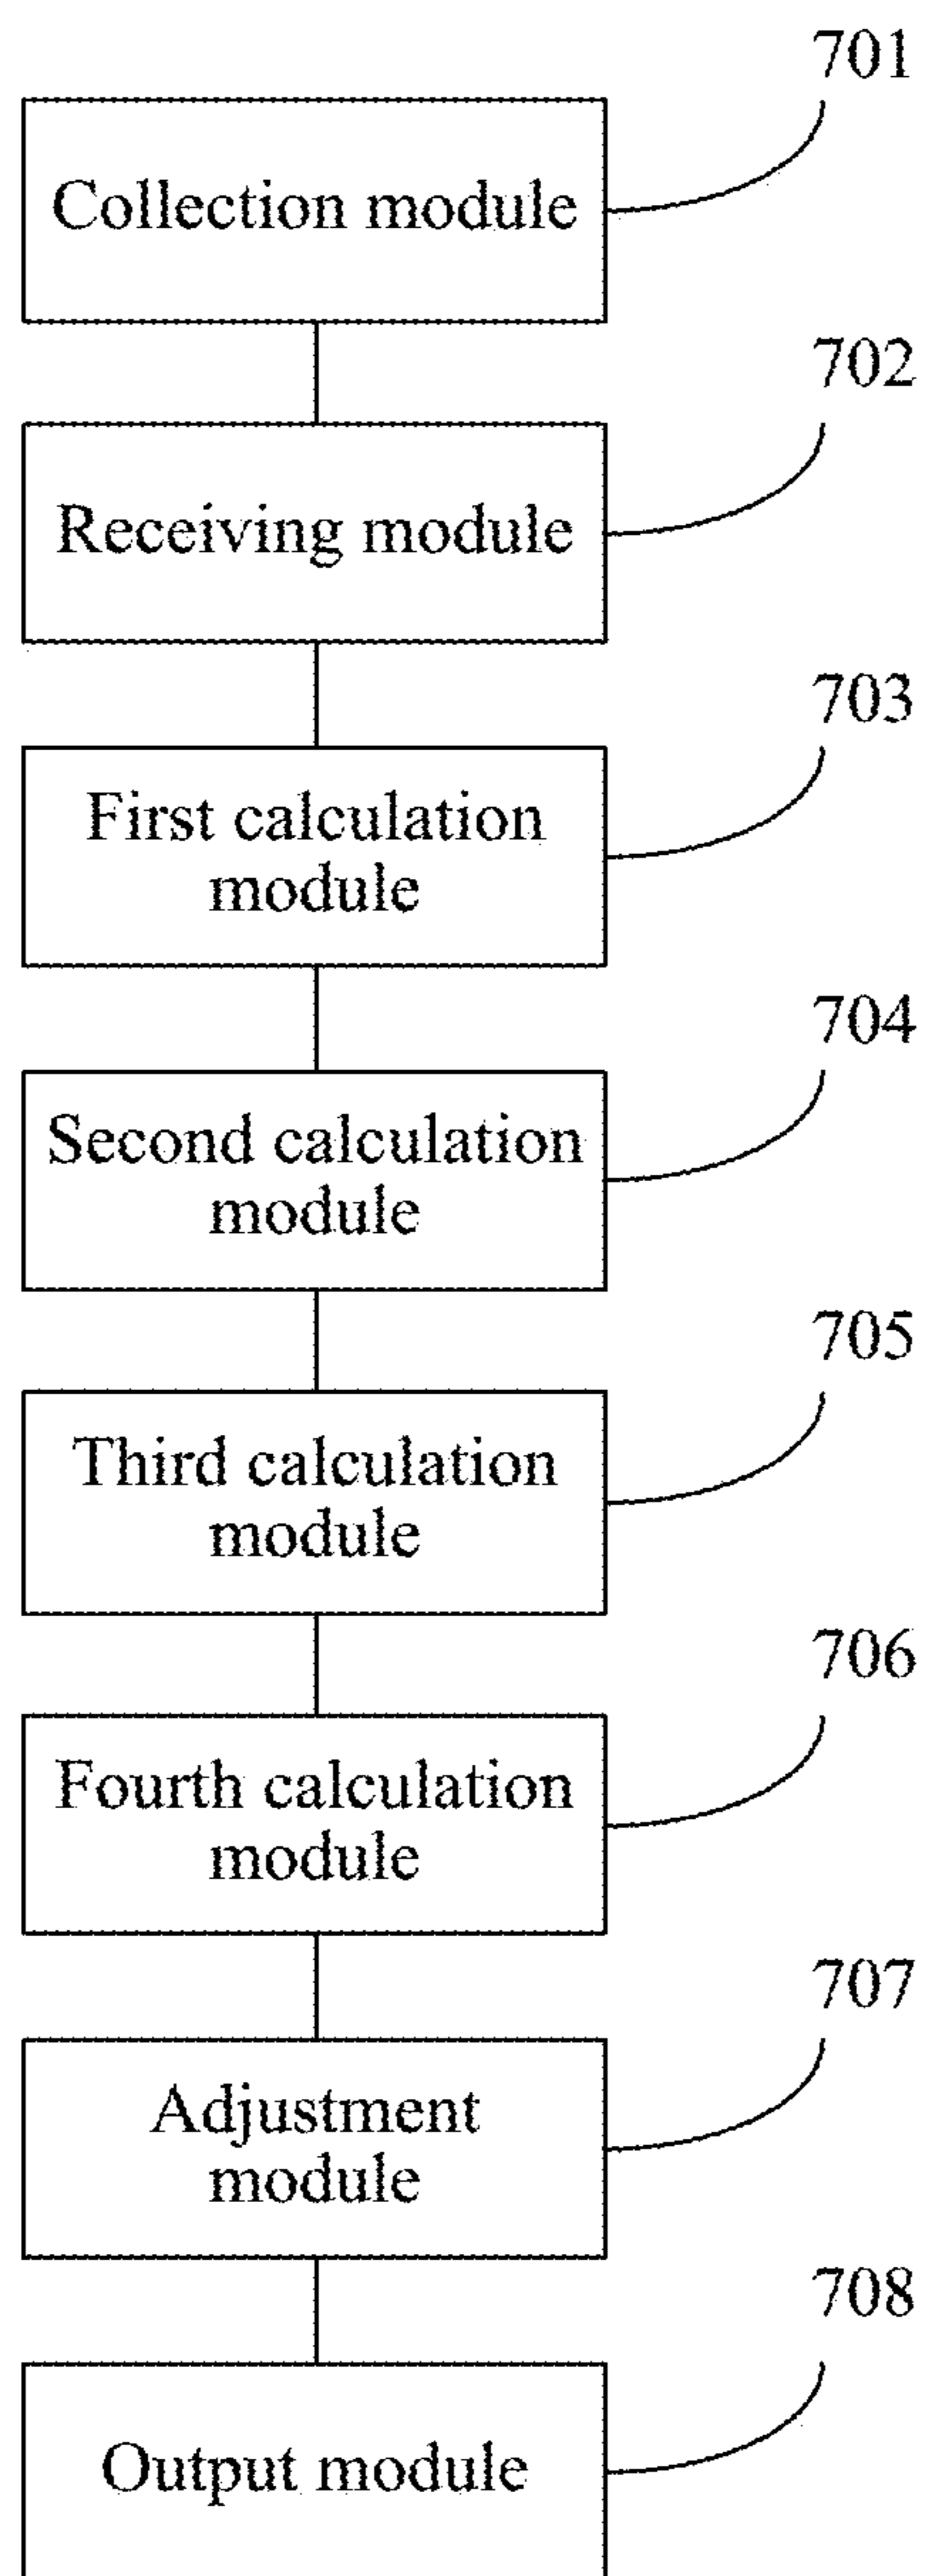 701
Collection module
702
Receiving module
703
First calculation
module
704
Second calculation
module
705
Third calculation
module
706
Fourth calculation
module
707
Adjustment
module
708
Output module